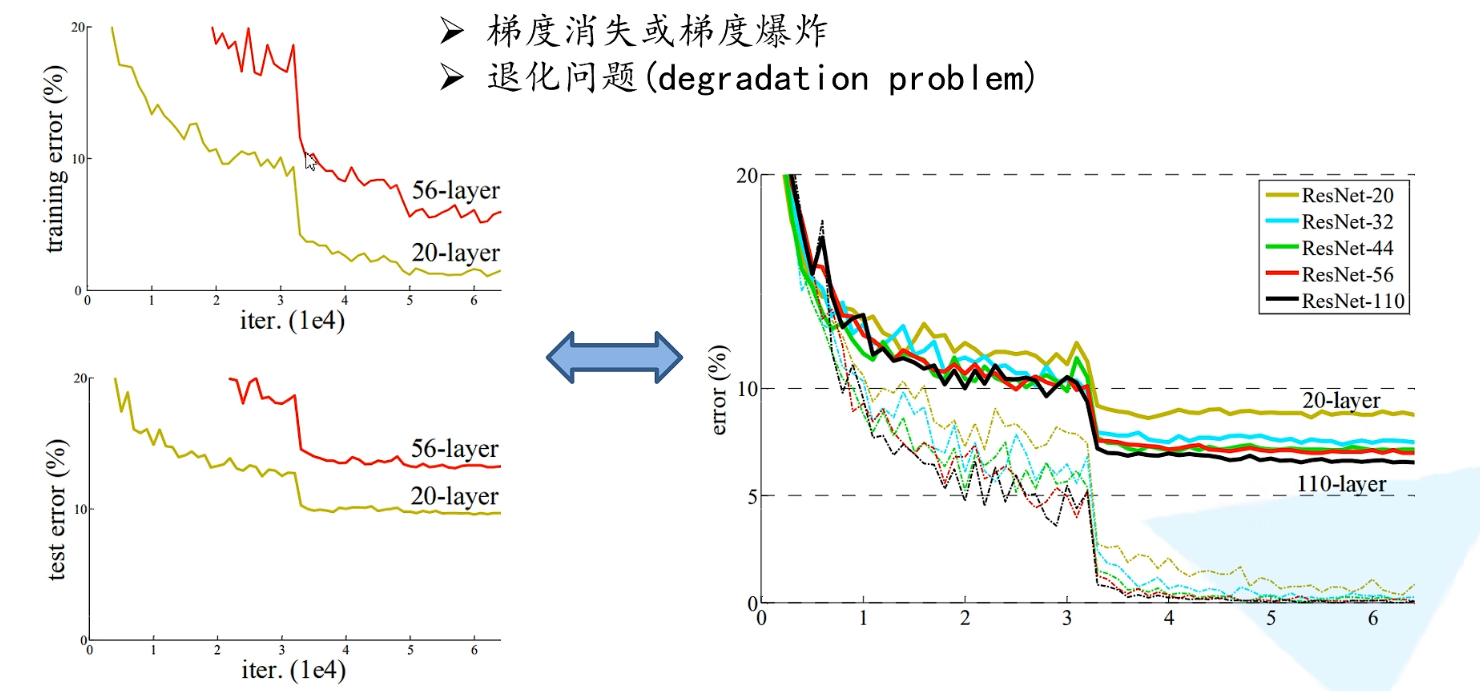 ➢ 梯度消失或梯度爆炸
➢ 退化问题(degradation problem)
training error (%)
20
10
0
56-layer
20-layer
0 1 2 3 4 5 6
iter. (1e4)
test error (%)
20
10
0
56-layer
20-layer
0 1 2 3 4 5 6
iter. (1e4)
error (%)
20
10
5
0
ResNet-20
ResNet-32
ResNet-44
ResNet-56
ResNet-110
20-layer
110-layer
0 1 2 3 4 5 6